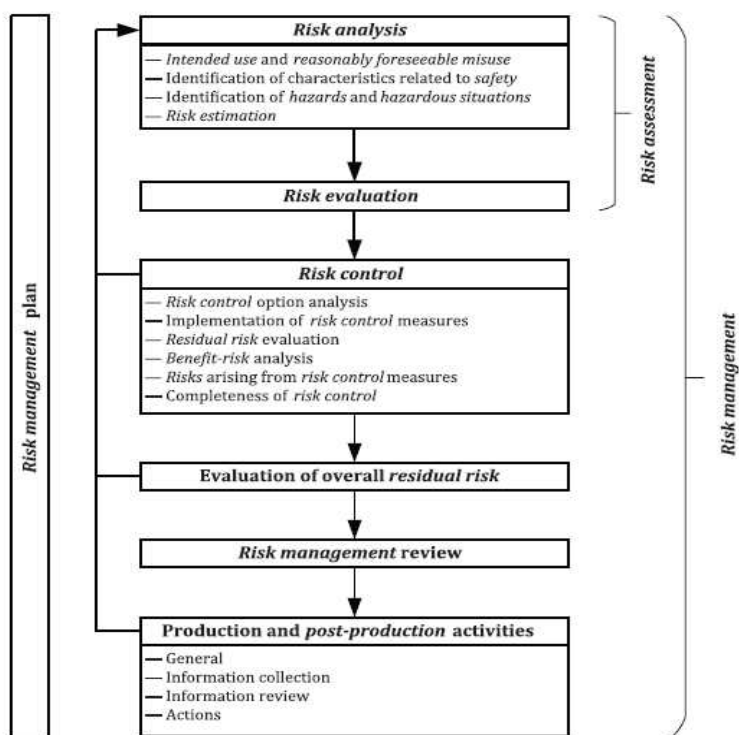 Risk analysis
— Intended use and reasonably foreseeable misuse
— Identification of characteristics related to safety
— Identification of hazards and hazardous situations
— Risk estimation
Risk evaluation
Risk control
— Risk control option analysis
— Implementation of risk control measures
— Residual risk evaluation
— Benefit-risk analysis
— Risks arising from risk control measures
— Completeness of risk control
Evaluation of overall residual risk
Risk management review
Production and post-production activities
— General
— Information collection
— Information review
— Actions
Risk management plan
Risk assessment
Risk management